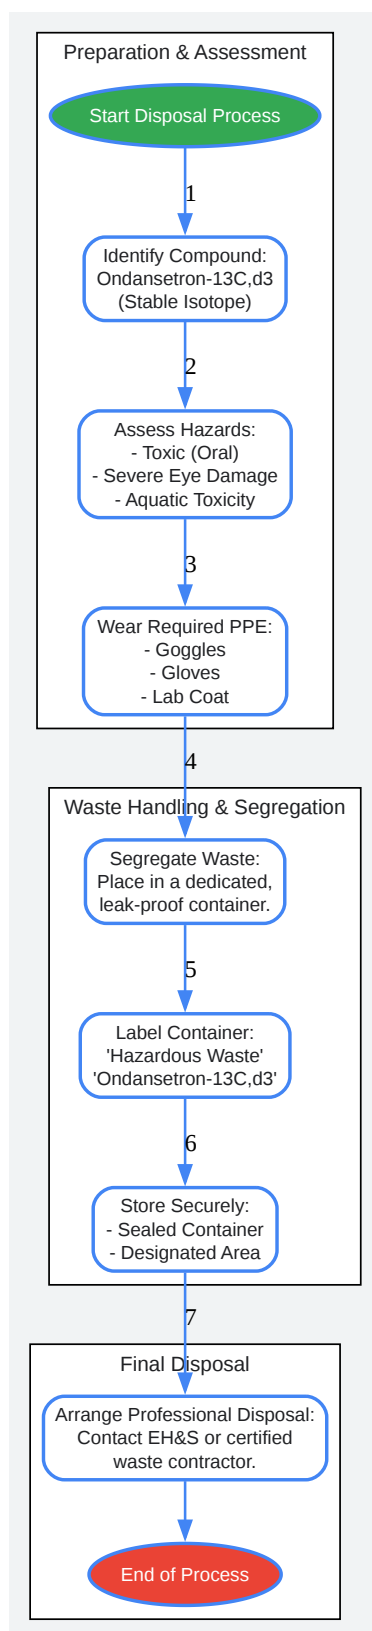 Preparation & Assessment
Start Disposal Process
1
Identify Compound:
Ondansetron-13C,d3
(Stable Isotope)
2
Assess Hazards:
- Toxic (Oral)
- Severe Eye Damage
- Aquatic Toxicity
3
Wear Required PPE:
- Goggles
- Gloves
- Lab Coat
4
Waste Handling & Segregation
Segregate Waste:
Place in a dedicated,
leak-proof container.
5
Label Container:
'Hazardous Waste'
'Ondansetron-13C,d3'
6
Store Securely:
- Sealed Container
- Designated Area
7
Final Disposal
Arrange Professional Disposal:
Contact EH&S or certified
waste contractor.
End of Process